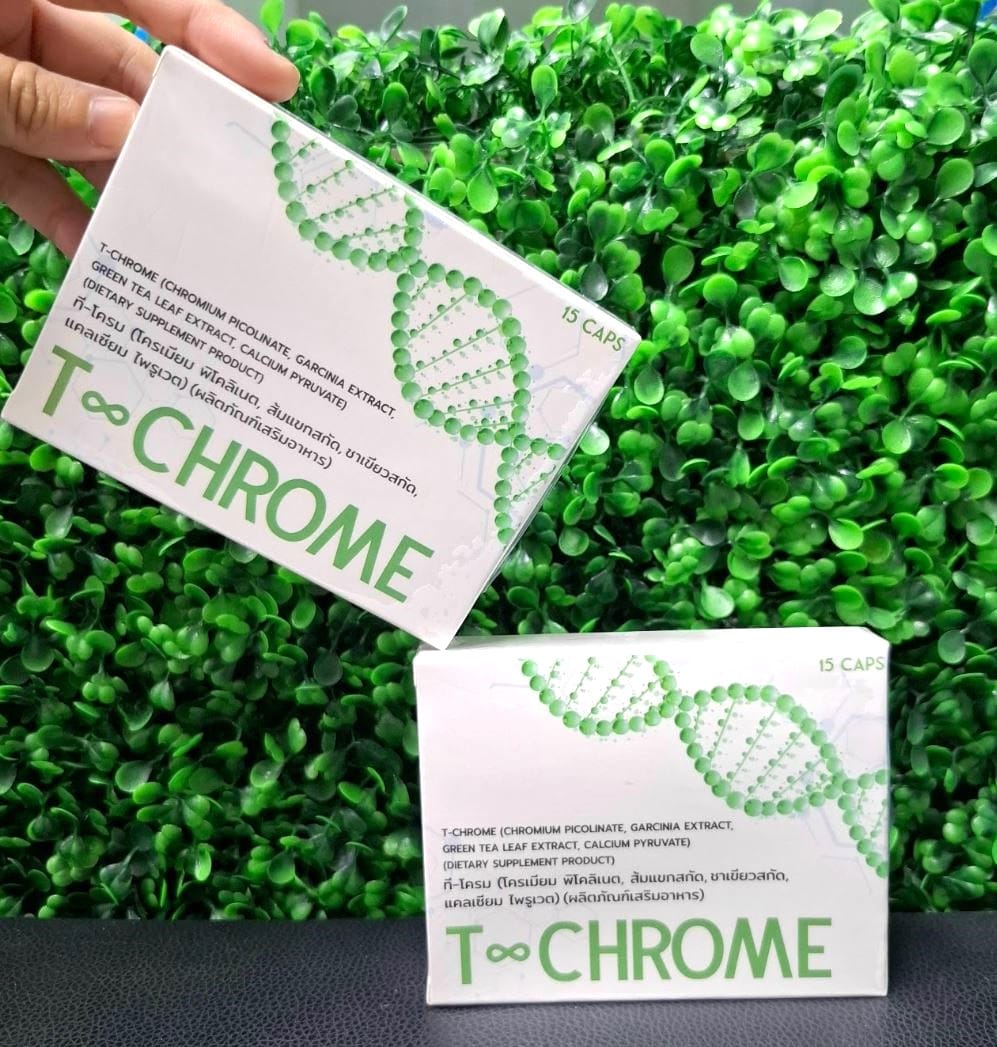 15 CAPS
T-CHROME (CHROMIUM PICOLINATE, GARCINIA EXTRACT,
GREEN TEA LEAF EXTRACT, CALCIUM PYRUVATE)
(DIETARY SUPPLEMENT PRODUCT)
ที-โครม (โครเมียม พิโคลิเนต, ส้มแขกสกัด, ชาเขียวสกัด,
แคลเซียม ไพรูเวต) (ผลิตภัณฑ์เสริมอาหาร)
T∞CHROME
15 CAPS
T-CHROME (CHROMIUM PICOLINATE, GARCINIA EXTRACT,
GREEN TEA LEAF EXTRACT, CALCIUM PYRUVATE)
(DIETARY SUPPLEMENT PRODUCT)
ที-โครม (โครเมียม พิโคลิเนต, ส้มแขกสกัด, ชาเขียวสกัด,
แคลเซียม ไพรูเวต) (ผลิตภัณฑ์เสริมอาหาร)
T∞CHROME